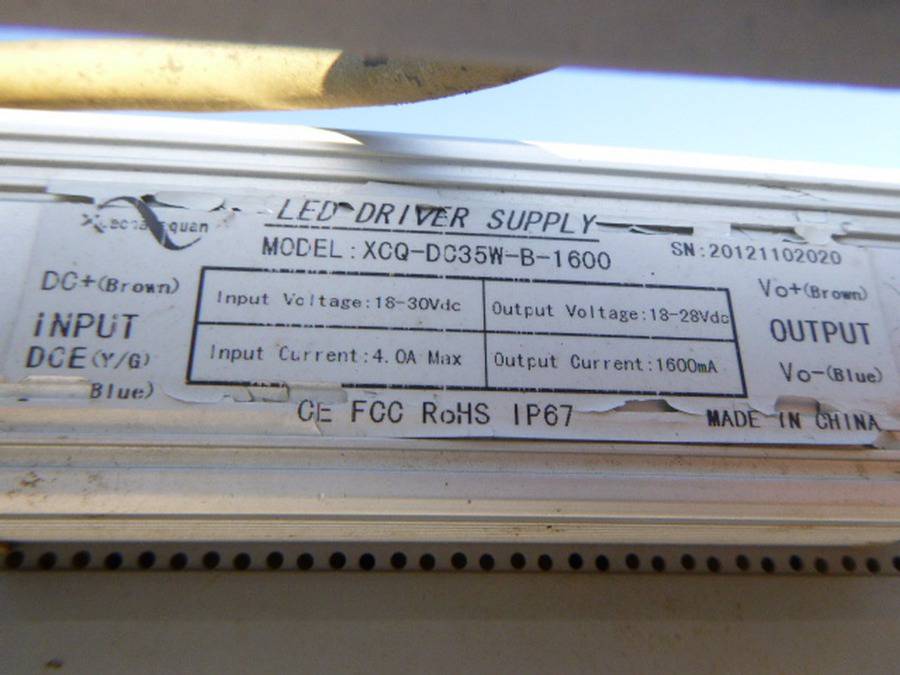 LED DRIVER SUPPLY
MODEL:XCQ-DC35W-B-1600
SN:20121102020
DC+(Brown)
INPUT
DCE(Y/G)
Blue)
Input Voltage:18-30Vdc
Output Voltage:18-28Vdc
Input Current:4.0A Max
Output Current:1600mA
Vo+(Brown)
OUTPUT
Vo-(Blue)
CE FCC RoHS IP67
MADE IN CHINA